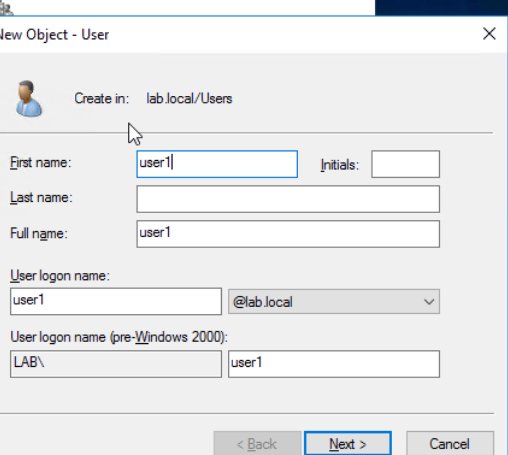 New Object - User
Create in: lab.local/Users
First name: user1 Initials:
Last name:
Full name: user1
User logon name:
user1 @lab.local
User logon name (pre-Windows 2000):
LAB\ user1
< Back Next > Cancel